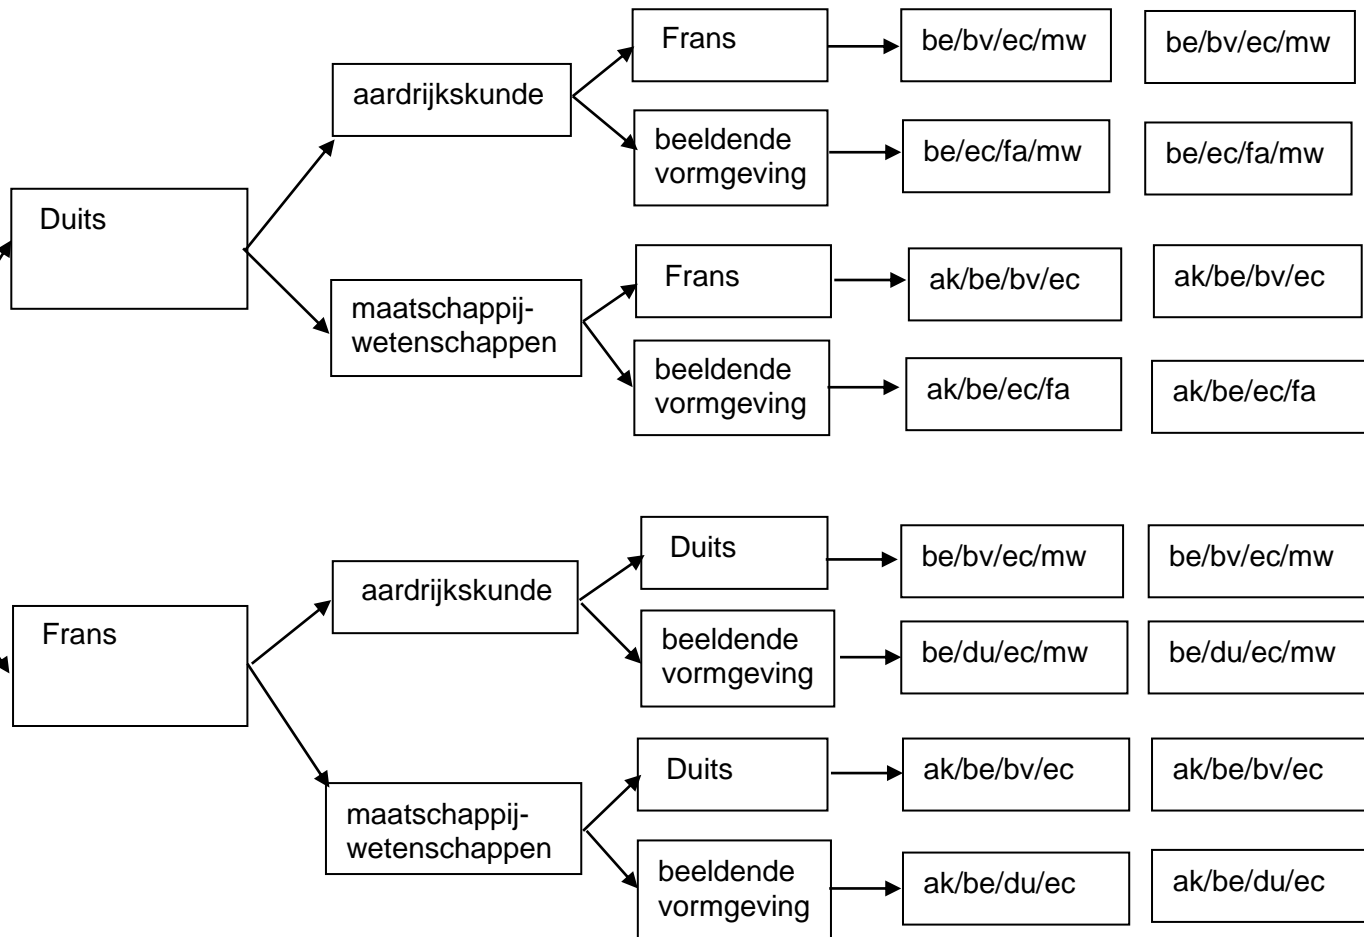 Frans
be/bv/ec/mw
be/bv/ec/mw
aardrijkskunde
beeldende
vormgeving
be/ec/fa/mw
be/ec/fa/mw
Duits
Frans
ak/be/bv/ec
ak/be/bv/ec
maatschappij-
wetenschappen
beeldende
vormgeving
ak/be/ec/fa
ak/be/ec/fa
Duits
be/bv/ec/mw
be/bv/ec/mw
aardrijkskunde
Frans
beeldende
vormgeving
be/du/ec/mw
be/du/ec/mw
Duits
ak/be/bv/ec
ak/be/bv/ec
maatschappij-
wetenschappen
beeldende
vormgeving
ak/be/du/ec
ak/be/du/ec